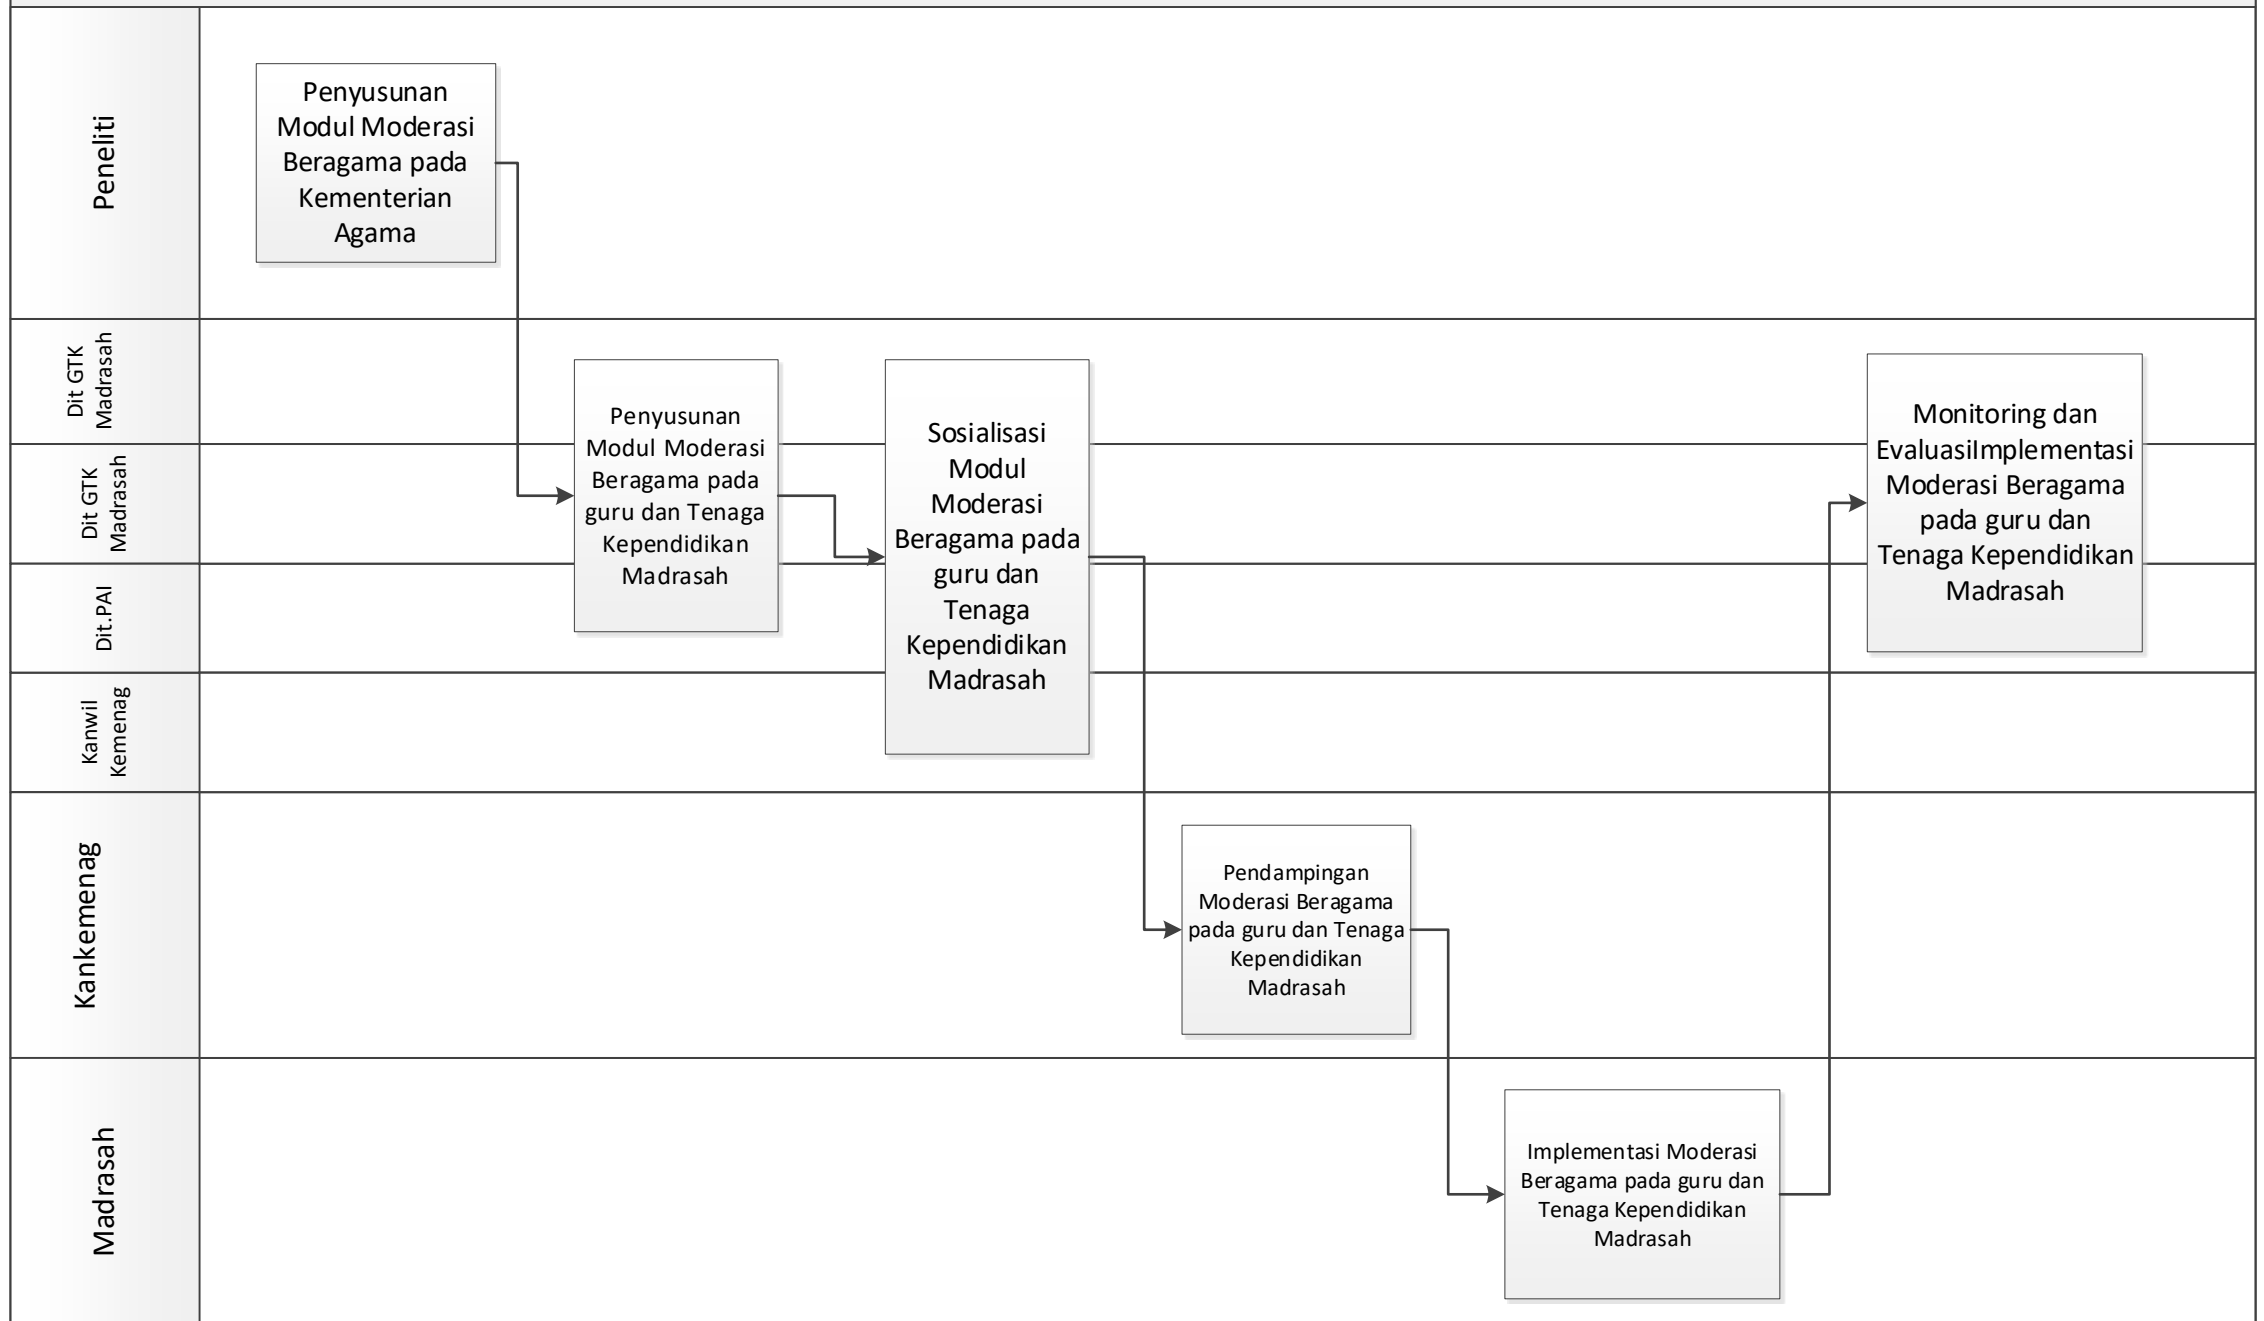 Peneliti
Penyusunan
Modul Moderasi
Beragama pada
Kementerian
Agama
Dit GTK
Madrasah
Dit GTK
Madrasah
Dit.PAI
Penyusunan
Modul Moderasi
Beragama pada
guru dan Tenaga
Kependidikan
Madrasah
Sosialisasi
Modul
Moderasi
Beragama pada
guru dan
Tenaga
Kependidikan
Madrasah
Monitoring dan
EvaluasiImplementasi
Moderasi Beragama
pada guru dan
Tenaga Kependidikan
Madrasah
Kanwil
Kemenag
Kankemenag
Pendampingan
Moderasi Beragama
pada guru dan Tenaga
Kependidikan
Madrasah
Madrasah
Implementasi Moderasi
Beragama pada guru dan
Tenaga Kependidikan
Madrasah